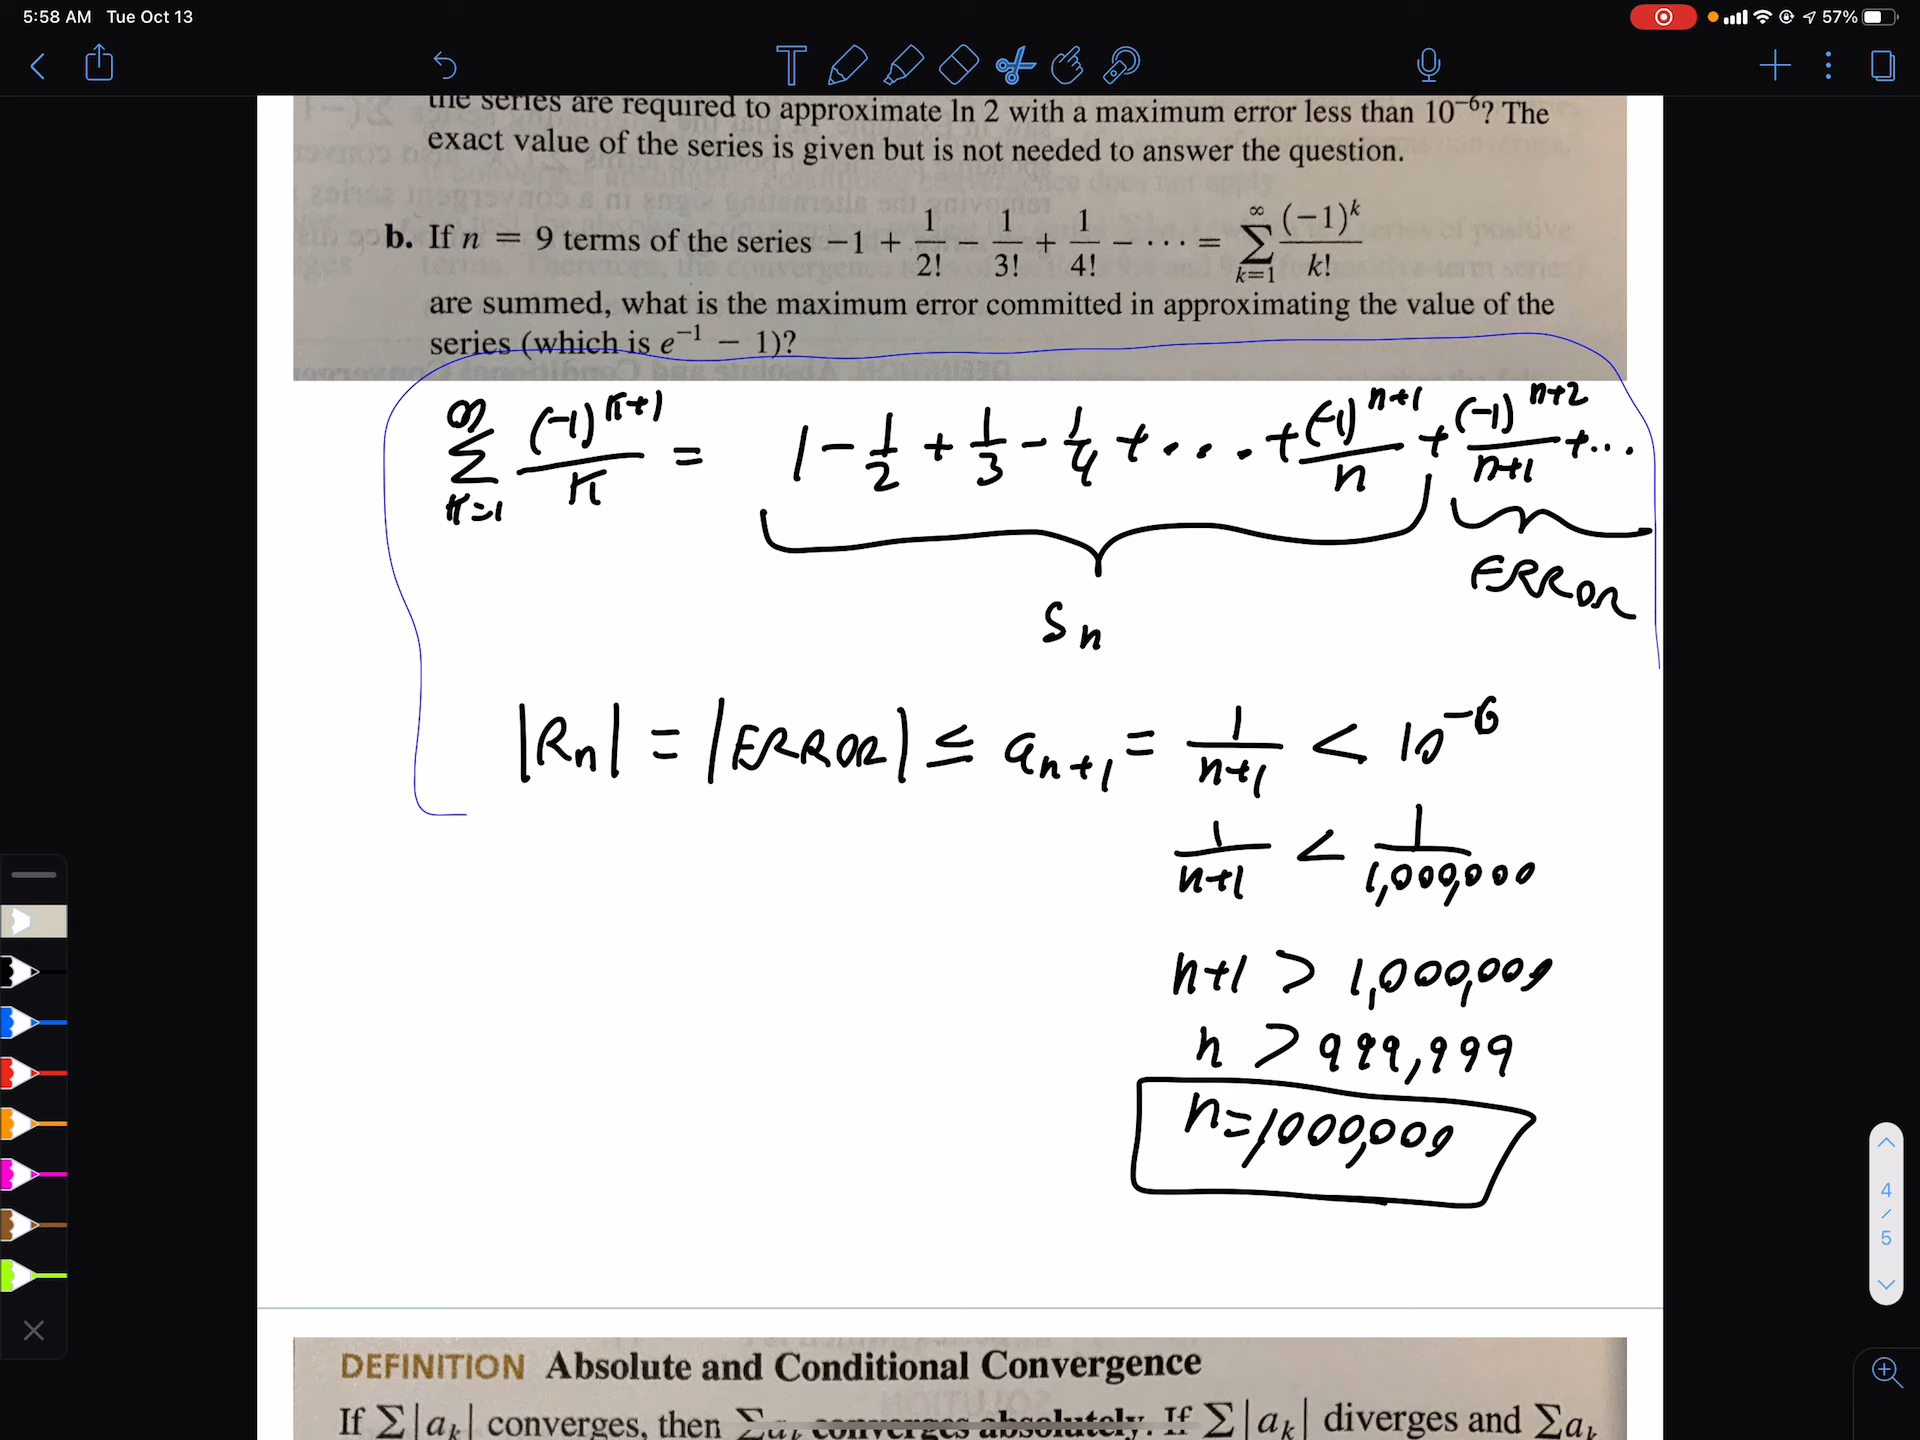 5:58 AM Tue Oct 13
57%
the series are required to approximate ln 2 with a maximum error less than 10⁻⁶? The
exact value of the series is given but is not needed to answer the question.
b. If n = 9 terms of the series −1 + 1/2! − 1/3! + 1/4! − ⋯ = ∑_{k=1}^{∞} (−1)^k/k!
are summed, what is the maximum error committed in approximating the value of the
series (which is e⁻¹ − 1)?
∑_{k=1}^{∞} (-1)^{k+1}/k = 1 - 1/2 + 1/3 - 1/4 + ... + (-1)^{n+1}/n + (-1)^{n+2}/n+1 + ...
Sn
ERROR
|Rn| = |ERROR| ≤ a_{n+1} = 1/n+1 < 10⁻⁶
1/n+1 < 1/1,000,000
n+1 > 1,000,000
n > 999,999
n=1,000,000
4
/
5
DEFINITION Absolute and Conditional Convergence
If ∑|a_k| converges, then ∑a_k converges absolutely. If ∑|a_k| diverges and ∑a_k